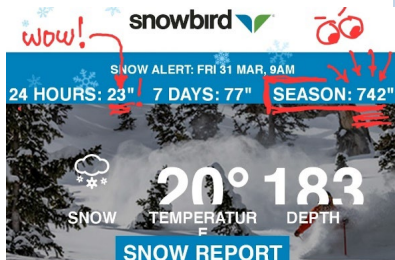 snowbird
wow!
SNOW ALERT: FRI 31 MAR, 9AM
24 HOURS: 23"! 7 DAYS: 77" SEASON: 742"
20° 183
SNOW TEMPERATUR DEPTH
E
SNOW REPORT